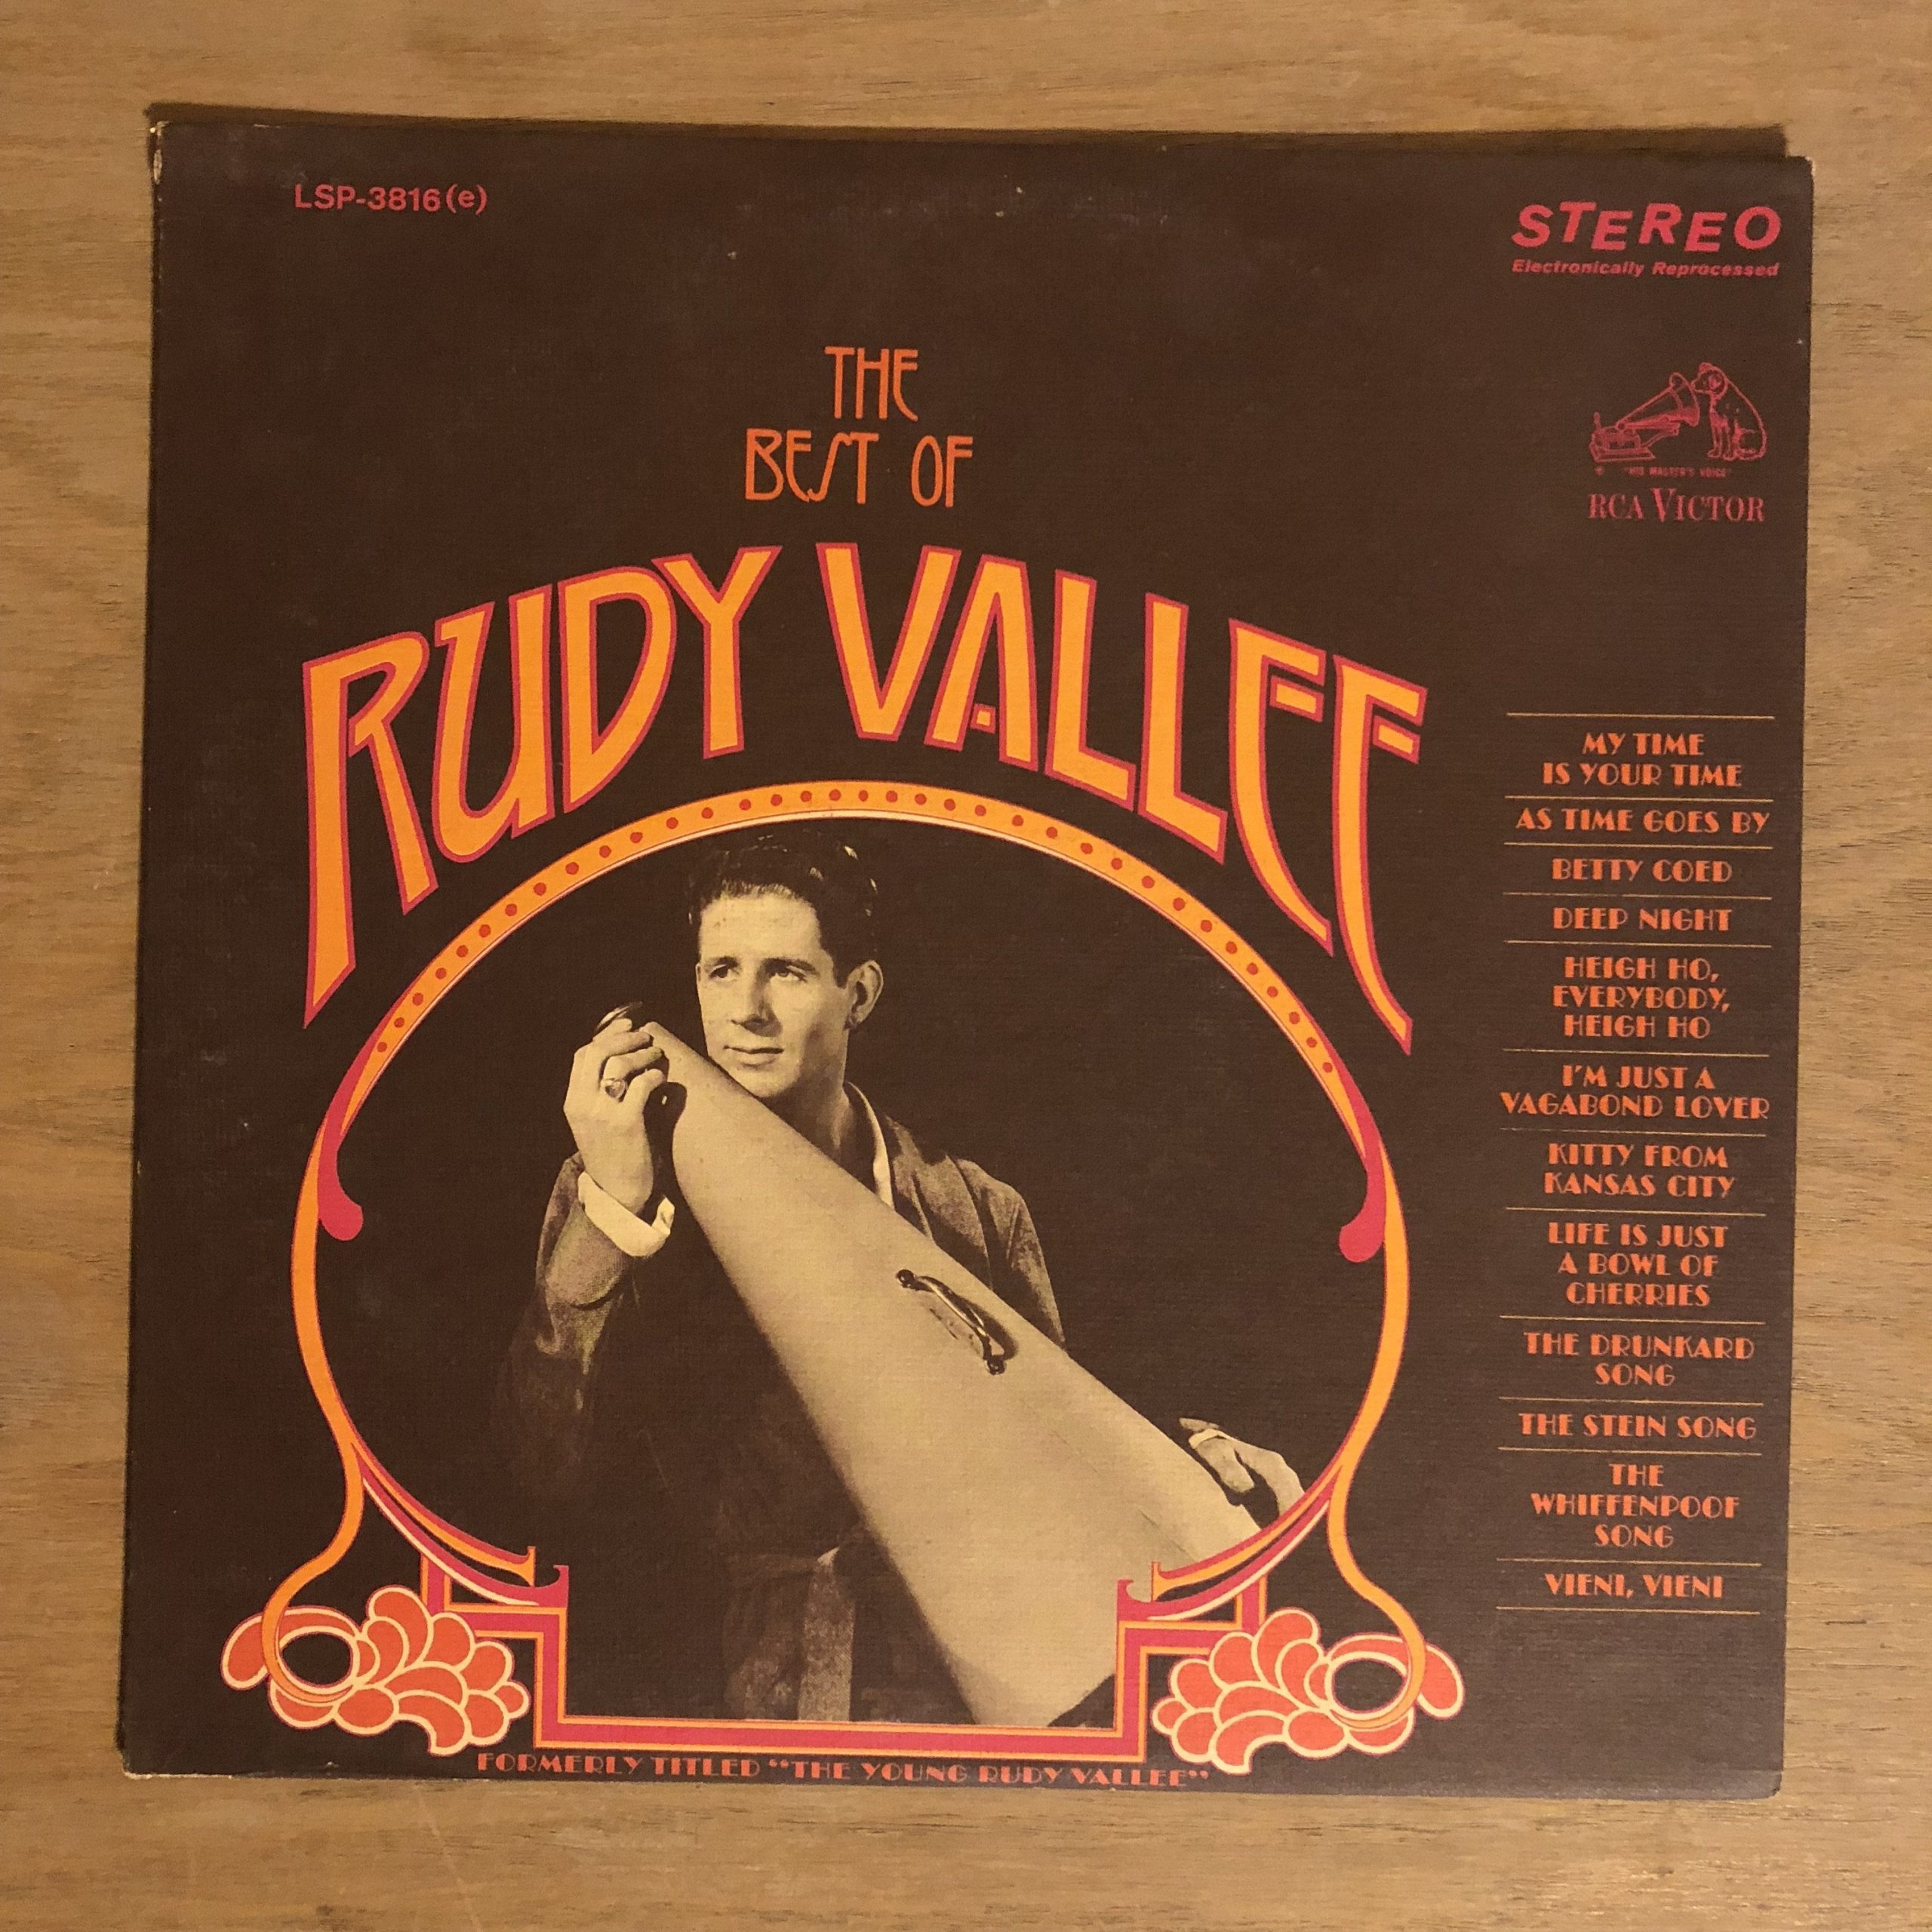 LSP-3816(e)
STEREO
Electronically Reprocessed
"HIS MASTER'S VOICE"
RCA VICTOR
THE
BEST OF
RUDY VALLEE
MY TIME
IS YOUR TIME
AS TIME GOES BY
BETTY COED
DEEP NIGHT
HEIGH HO,
EVERYBODY,
HEIGH HO
I'M JUST A
VAGABOND LOVER
KITTY FROM
KANSAS CITY
LIFE IS JUST
A BOWL OF
CHERRIES
THE DRUNKARD
SONG
THE STEIN SONG
THE
WHIFFENPOOF
SONG
VIENI, VIENI
FORMERLY TITLED “THE YOUNG RUDY VALLEE”